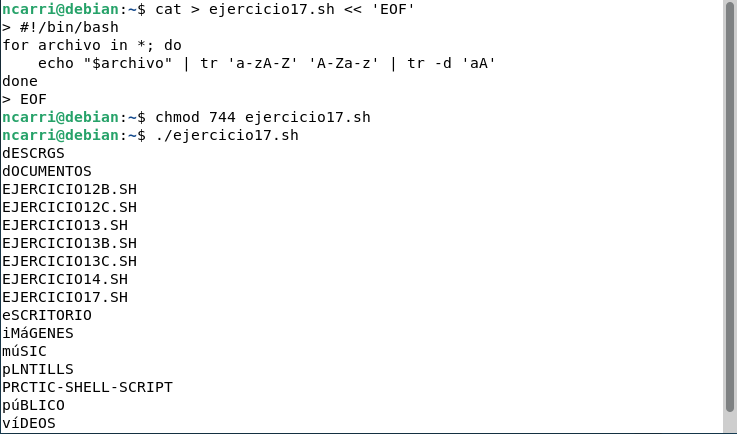 ncarri@debian:~$ cat > ejercicio17.sh << 'EOF'
> #!/bin/bash
for archivo in *; do
    echo "$archivo" | tr 'a-zA-Z' 'A-Za-z' | tr -d 'aA'
done
> EOF
ncarri@debian:~$ chmod 744 ejercicio17.sh
ncarri@debian:~$ ./ejercicio17.sh
dESCRGS
dOCUMENTOS
EJERCICIO12B.SH
EJERCICIO12C.SH
EJERCICIO13.SH
EJERCICIO13B.SH
EJERCICIO13C.SH
EJERCICIO14.SH
EJERCICIO17.SH
eSCRITORIO
iMáGENES
múSIC
pLNTILLS
PRCTIC-SHELL-SCRIPT
púBLICO
víDEOS